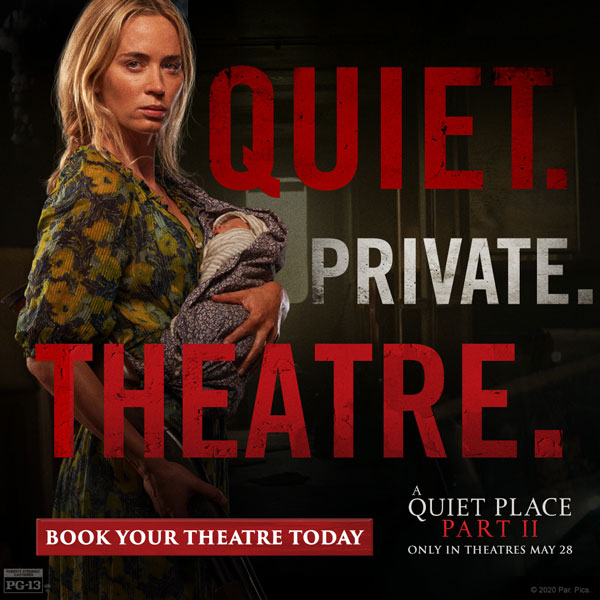 QUIET.
PRIVATE.
THEATRE.
A
QUIET PLACE
PART II
ONLY IN THEATRES MAY 28
BOOK YOUR THEATRE TODAY
PG-13
© 2020 Par. Pics.